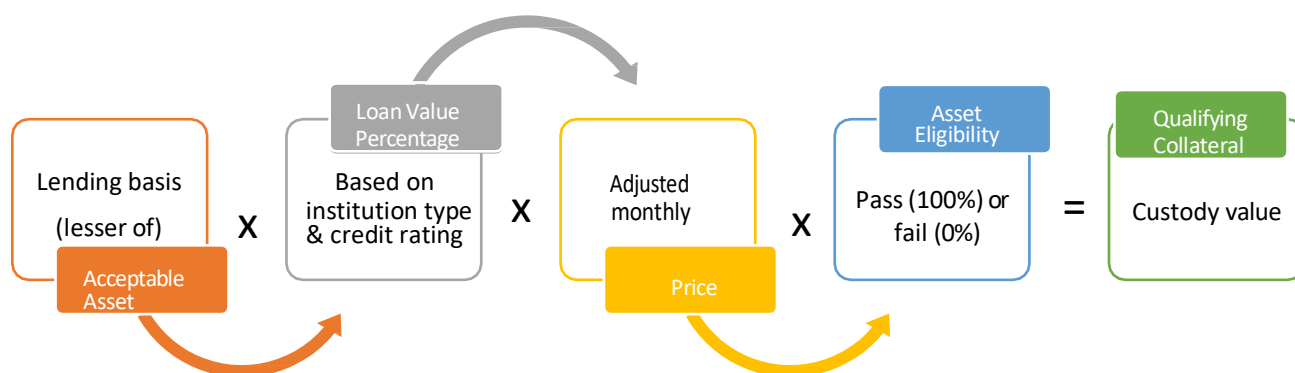 Lending basis
(lesser of)
Acceptable
Asset
x
Loan Value
Percentage
Based on
institution type
& credit rating
x
Adjusted
monthly
Price
x
Asset
Eligibility
Pass (100%) or
fail (0%)
=
Qualifying
Collateral
Custody value